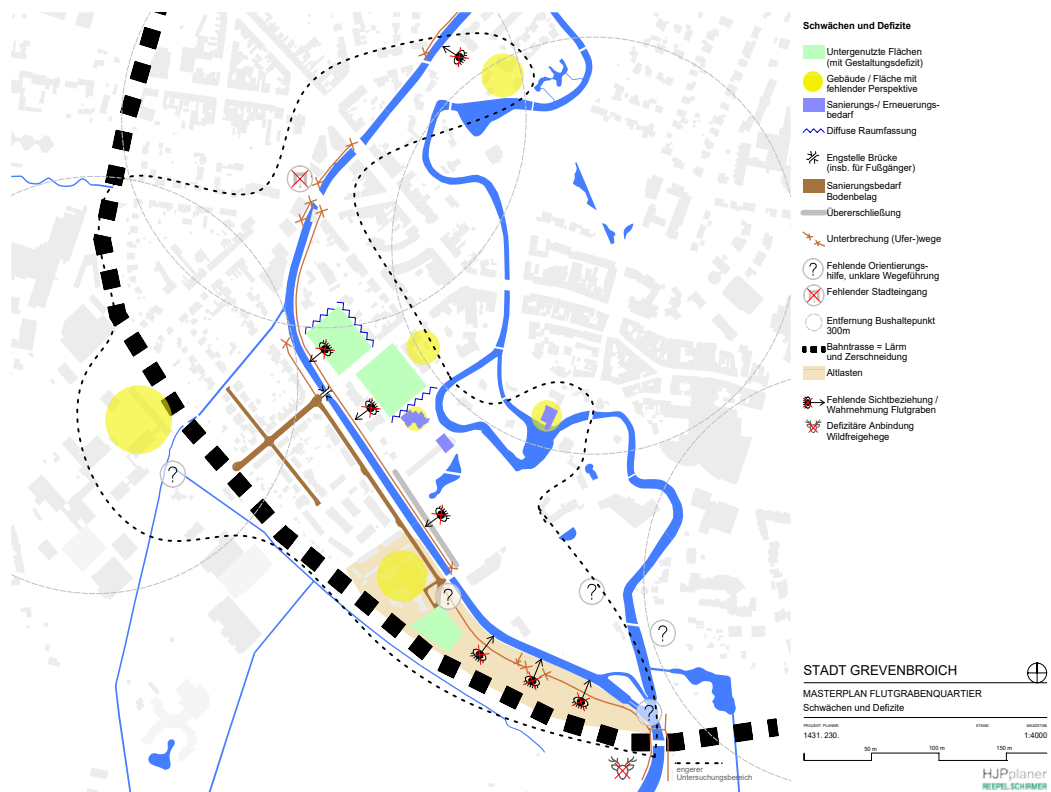 Schwächen und Defizite
Untergenutzte Flächen
(mit Gestaltungsdefizit)
Gebäude / Fläche mit
fehlender Perspektive
Sanierungs-/ Erneuerungs-
bedarf
Diffuse Raumfassung
Engstelle Brücke
(insb. für Fußgänger)
Sanierungsbedarf
Bodenbelag
Übererschließung
Unterbrechung (Ufer-)wege
?
Fehlende Orientierungs-
hilfe, unklare Wegeführung
Fehlender Stadteingang
Entfernung Bushaltepunkt
300m
Bahntrasse = Lärm
und Zerschneidung
Altlasten
Fehlende Sichtbeziehung /
Wahrnehmung Flutgraben
Defizitäre Anbindung
Wildfreigehege
?
?
?
?
?
engerer
Untersuchungsbereich
STADT GREVENBROICH
MASTERPLAN FLUTGRABENQUARTIER
Schwächen und Defizite
STAND
1431. 230.
1:4000
50 m
100 m
150 m
HJPplaner
REEPEL.SCHIRMER